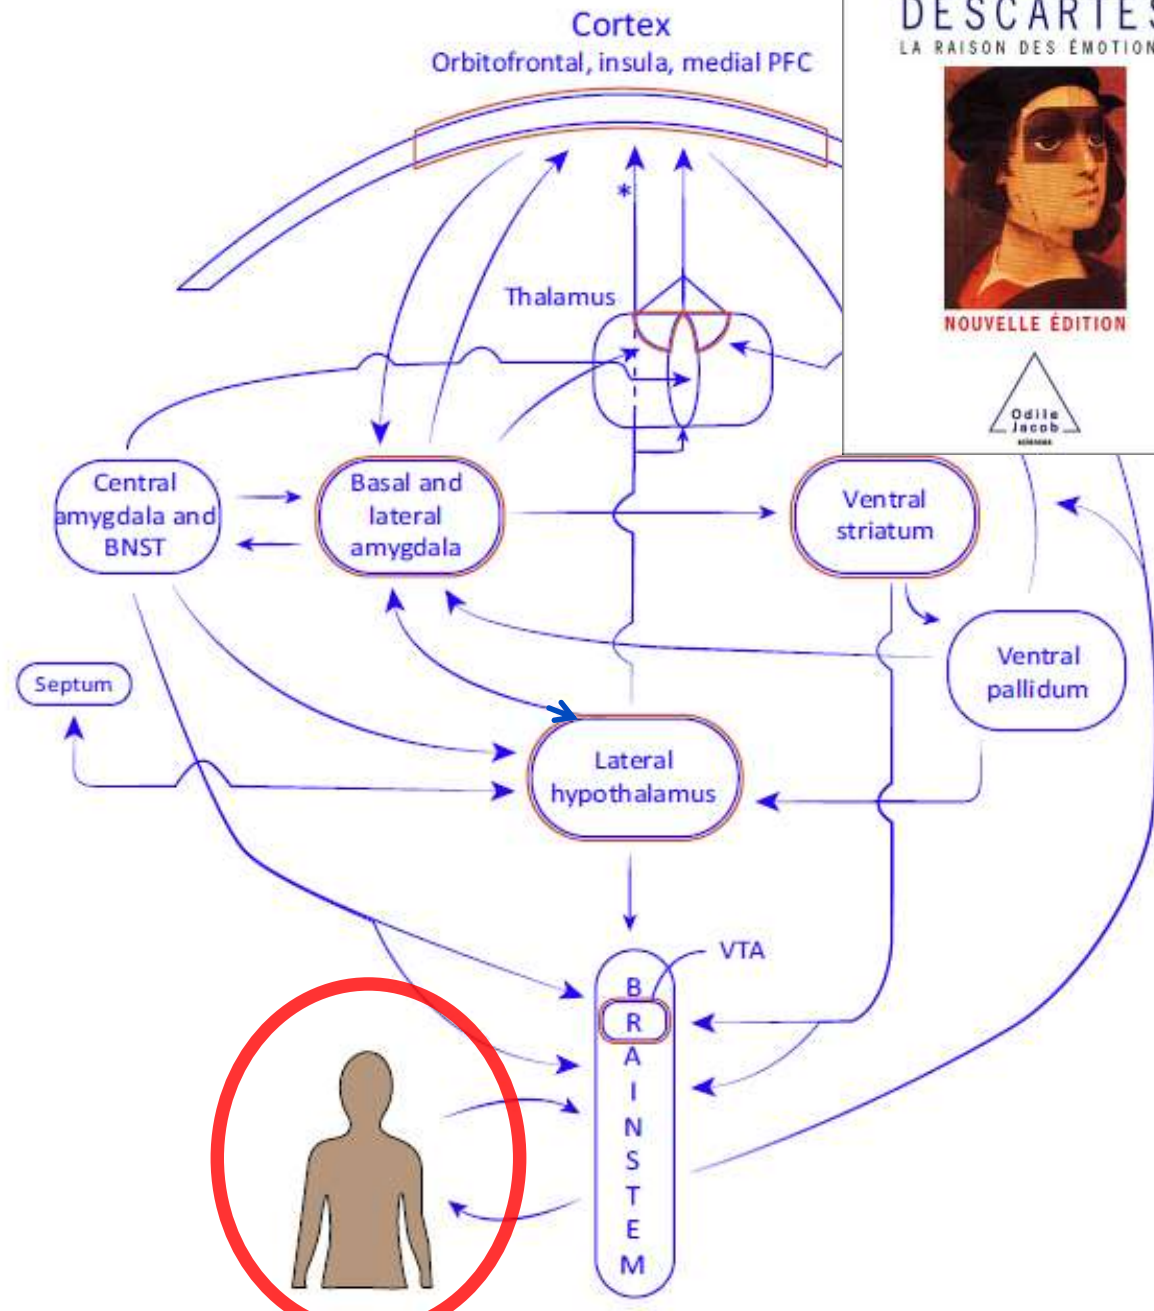 Cortex
Orbitofrontal, insula, medial PFC
DESCARTES
LA RAISON DES ÉMOTION
NOUVELLE ÉDITION
Odile
Jacob
sciences
*
Thalamus
Central
amygdala and
BNST
Basal and
lateral
amygdala
Ventral
striatum
Ventral
pallidum
Septum
Lateral
hypothalamus
VTA
B
R
A
I
N
S
T
E
M